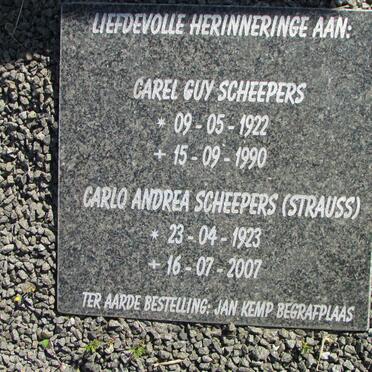 LIEFDEVOLLE HERINNERINGE AAN:
CAREL GUY SCHEEPERS
* 09 - 05 - 1922
+ 15 - 09 - 1990
CARLO ANDREA SCHEEPERS (STRAUSS)
* 23 - 04 - 1923
+ 16 - 07 - 2007
TER AARDE BESTELLING: JAN KEMP BEGRAFPLAAS